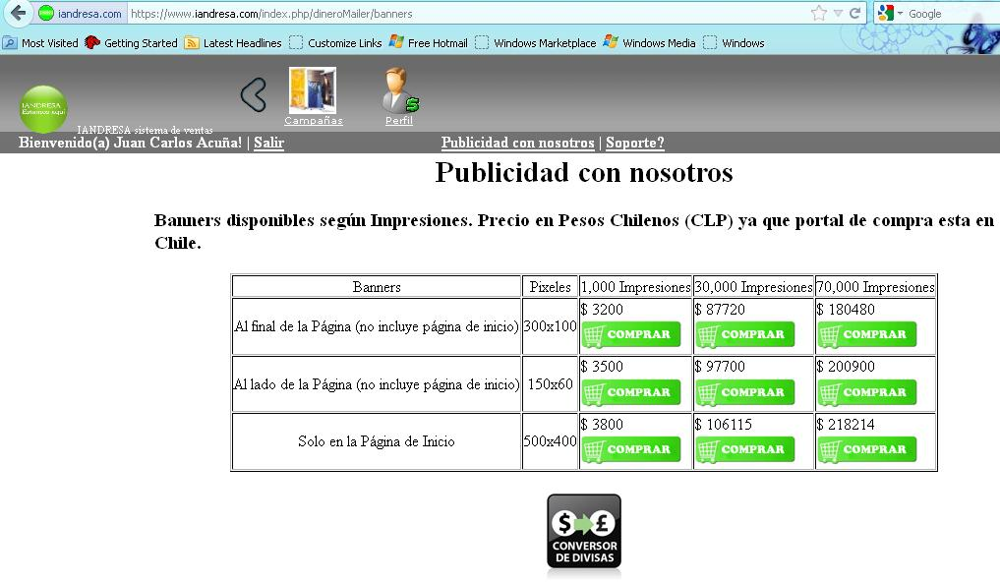 iandresa.com https://www.iandresa.com/index.php/dineroMailer/banners Google
Most Visited Getting Started Latest Headlines Customize Links Free Hotmail Windows Marketplace Windows Media Windows
IANDRESA
Estamos aquí
IANDRESA sistema de ventas
Campañas
Perfil
Bienvenido(a) Juan Carlos Acuña! | Salir
Publicidad con nosotros | Soporte?
Publicidad con nosotros
Banners disponibles según Impresiones. Precio en Pesos Chilenos (CLP) ya que portal de compra esta en
Chile.
Banners Pixeles 1,000 Impresiones 30,000 Impresiones 70,000 Impresiones
Al final de la Página (no incluye página de inicio) 300x100 $ 3200 COMPRAR $ 87720 COMPRAR $ 180480 COMPRAR
Al lado de la Página (no incluye página de inicio) 150x60 $ 3500 COMPRAR $ 97700 COMPRAR $ 200900 COMPRAR
Solo en la Página de Inicio 500x400 $ 3800 COMPRAR $ 106115 COMPRAR $ 218214 COMPRAR
$ £
CONVERSOR
DE DIVISAS